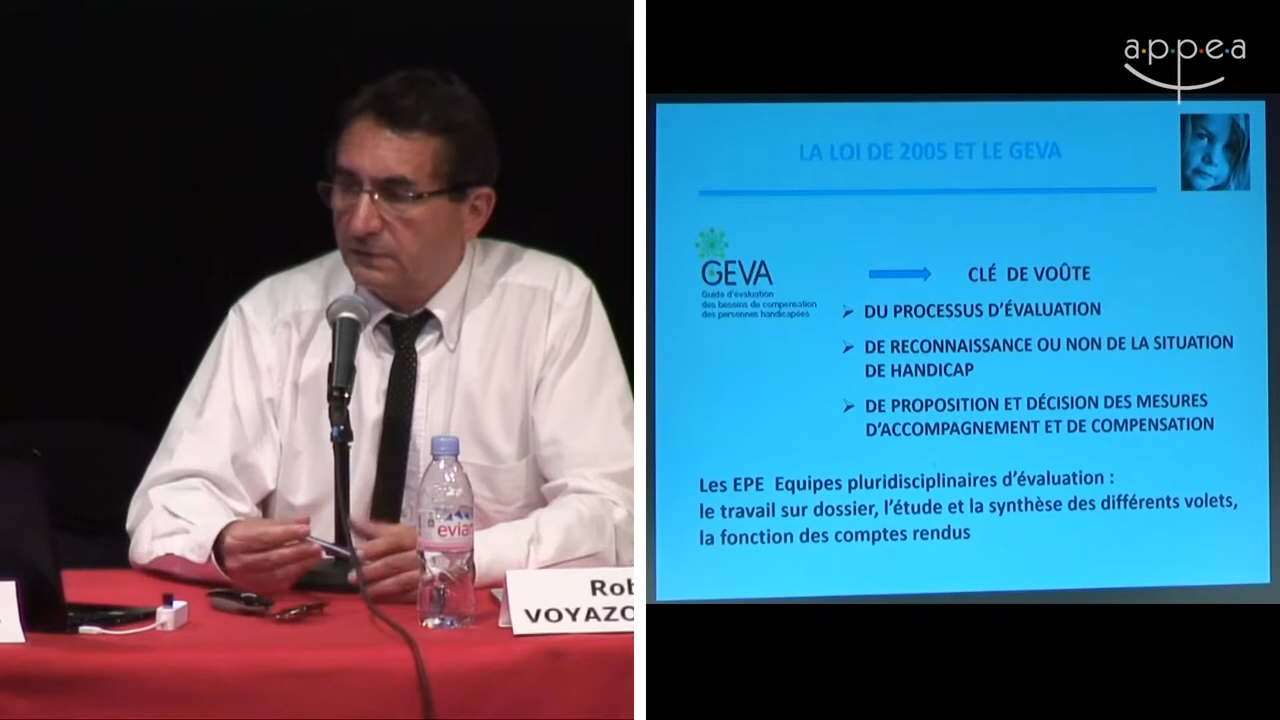 evian
Rob
VOYAZO
a.p.p.e.a
LA LOI DE 2005 ET LE GEVA
GEVA
Guide d'évaluation
des besoins de compensation
des personnes handicapées
CLÉ DE VOÛTE
➢ DU PROCESSUS D'ÉVALUATION
➢ DE RECONNAISSANCE OU NON DE LA SITUATION
DE HANDICAP
➢ DE PROPOSITION ET DÉCISION DES MESURES
D'ACCOMPAGNEMENT ET DE COMPENSATION
Les EPE Equipes pluridisciplinaires d'évaluation :
le travail sur dossier, l'étude et la synthèse des différents volets,
la fonction des comptes rendus